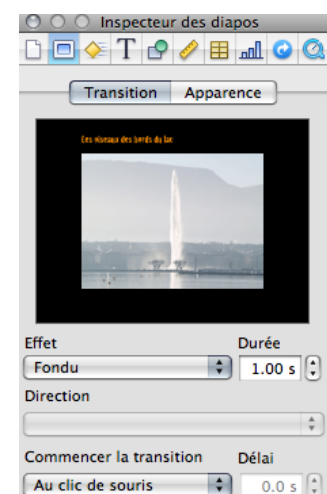 Inspecteur des diapos
T
Transition Apparence
Les oiseaux des bords du lac
Effet Durée
Fondu 1.00 s
Direction
Commencer la transition Délai
Au clic de souris 0.0 s